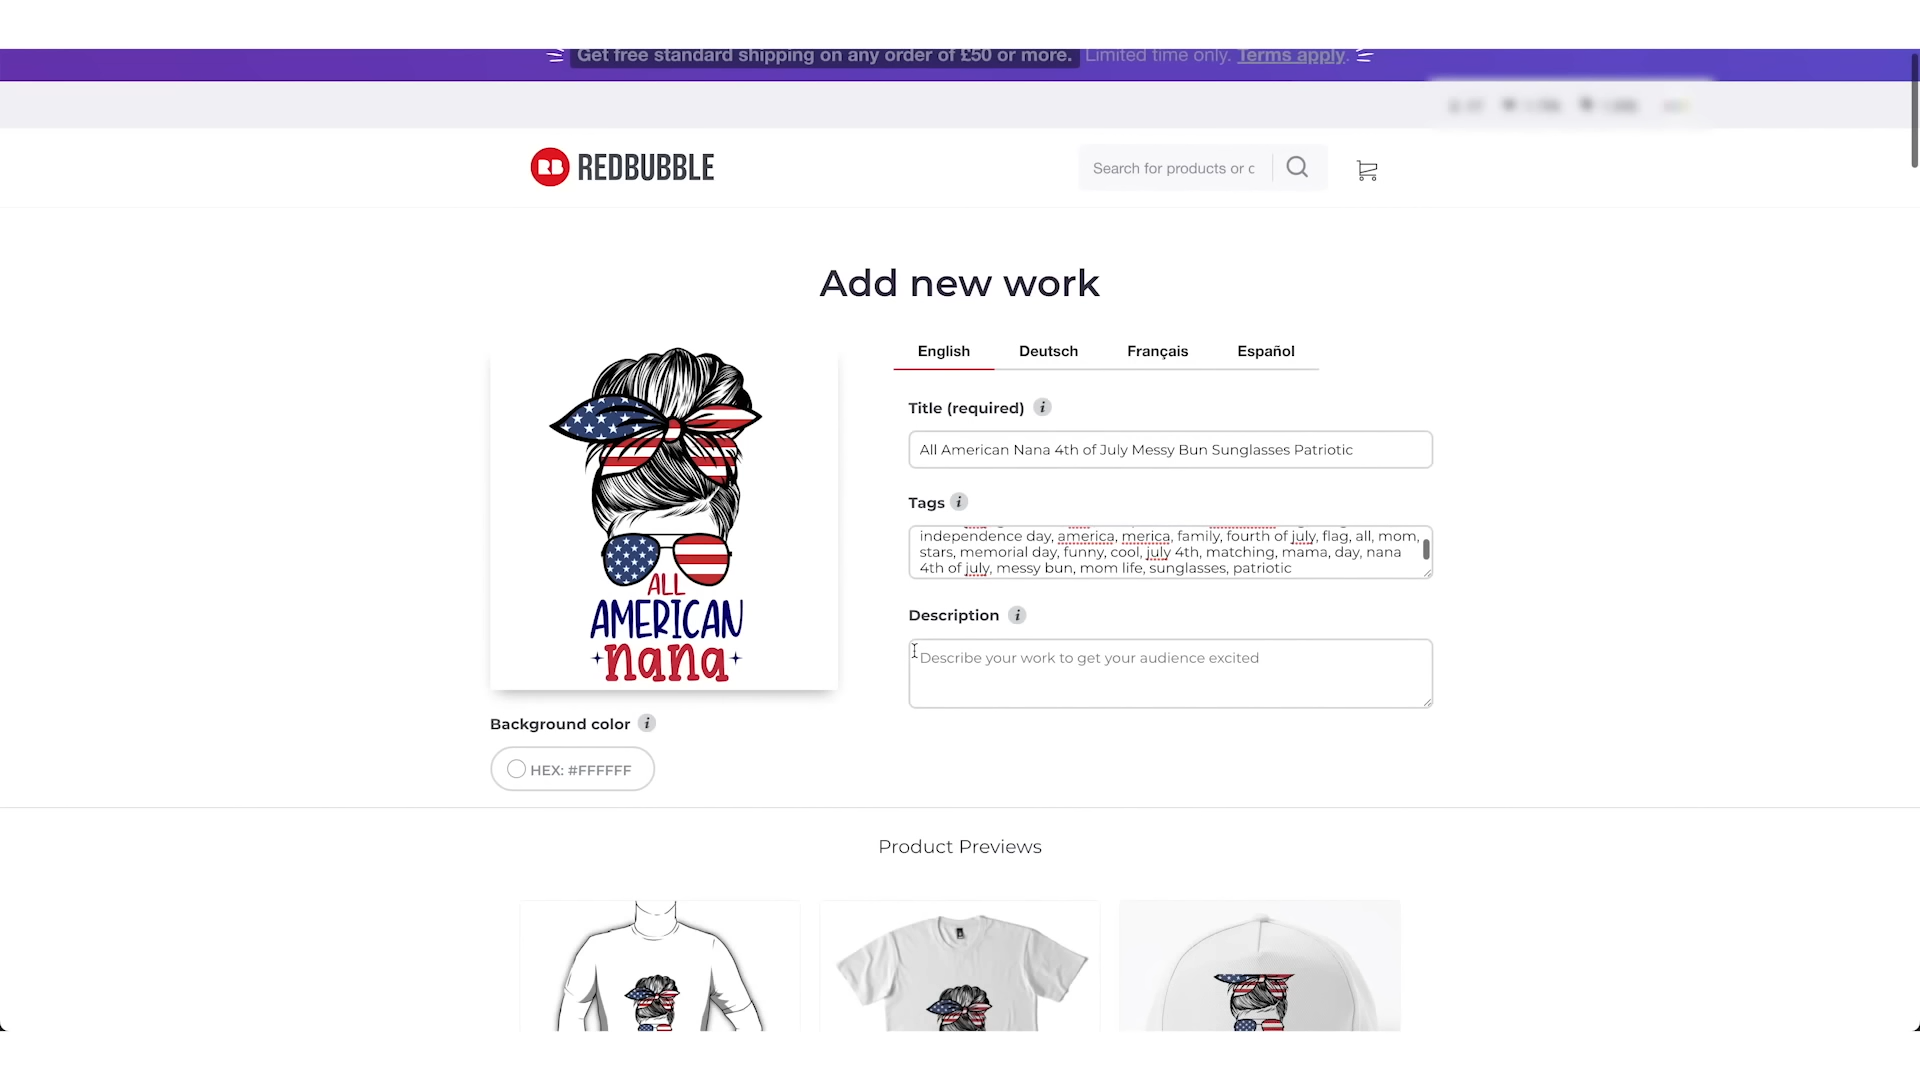 Get free standard shipping on any order of £50 or more. Limited time only. Terms apply.
RB REDBUBBLE
Search for products or c
Add new work
English Deutsch Français Español
Title (required) i
All American Nana 4th of July Messy Bun Sunglasses Patriotic
Tags i
independence day, america, merica, family, fourth of july, flag, all, mom,
stars, memorial day, funny, cool, july 4th, matching, mama, day, nana
4th of july, messy bun, mom life, sunglasses, patriotic
Description i
Describe your work to get your audience excited
ALL
AMERICAN
nana
Background color i
HEX: #FFFFFF
Product Previews